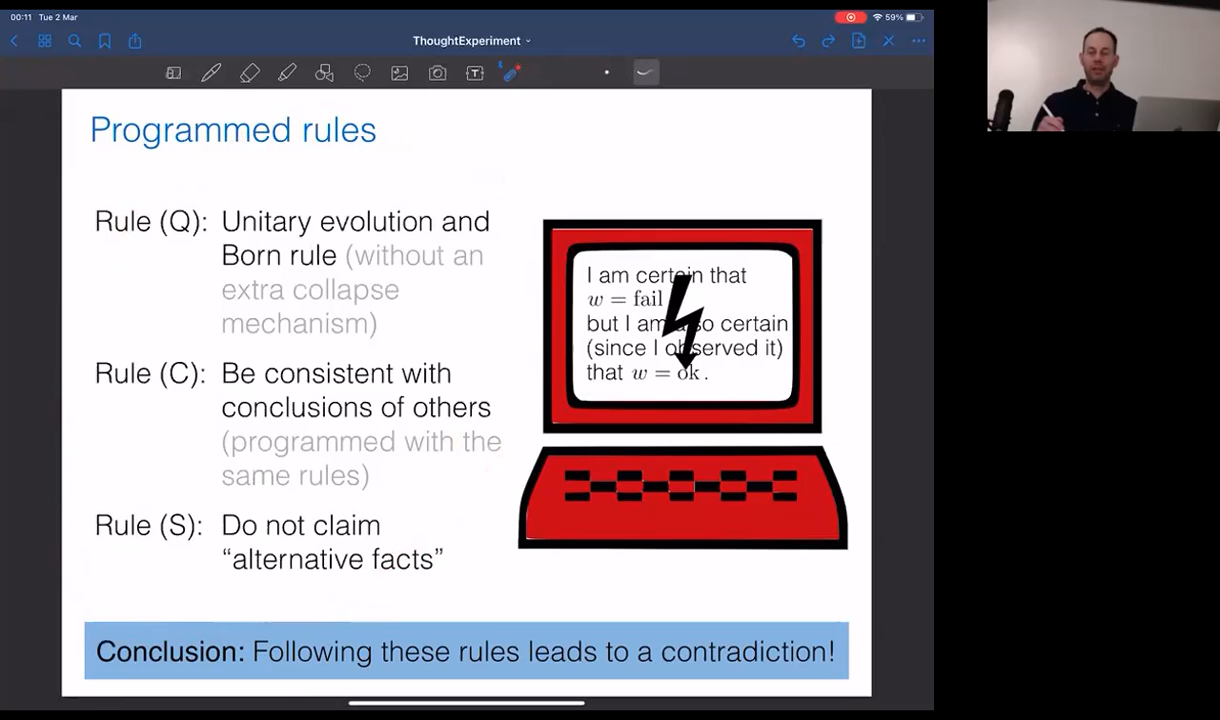 00:11 Tue 2 Mar
59%
ThoughtExperiment
T
Programmed rules
Rule (Q): Unitary evolution and
Born rule (without an
extra collapse
mechanism)
Rule (C): Be consistent with
conclusions of others
(programmed with the
same rules)
Rule (S): Do not claim
“alternative facts”
I am certain that
w = fail
but I am also certain
(since I observed it)
that w = ok .
Conclusion: Following these rules leads to a contradiction!